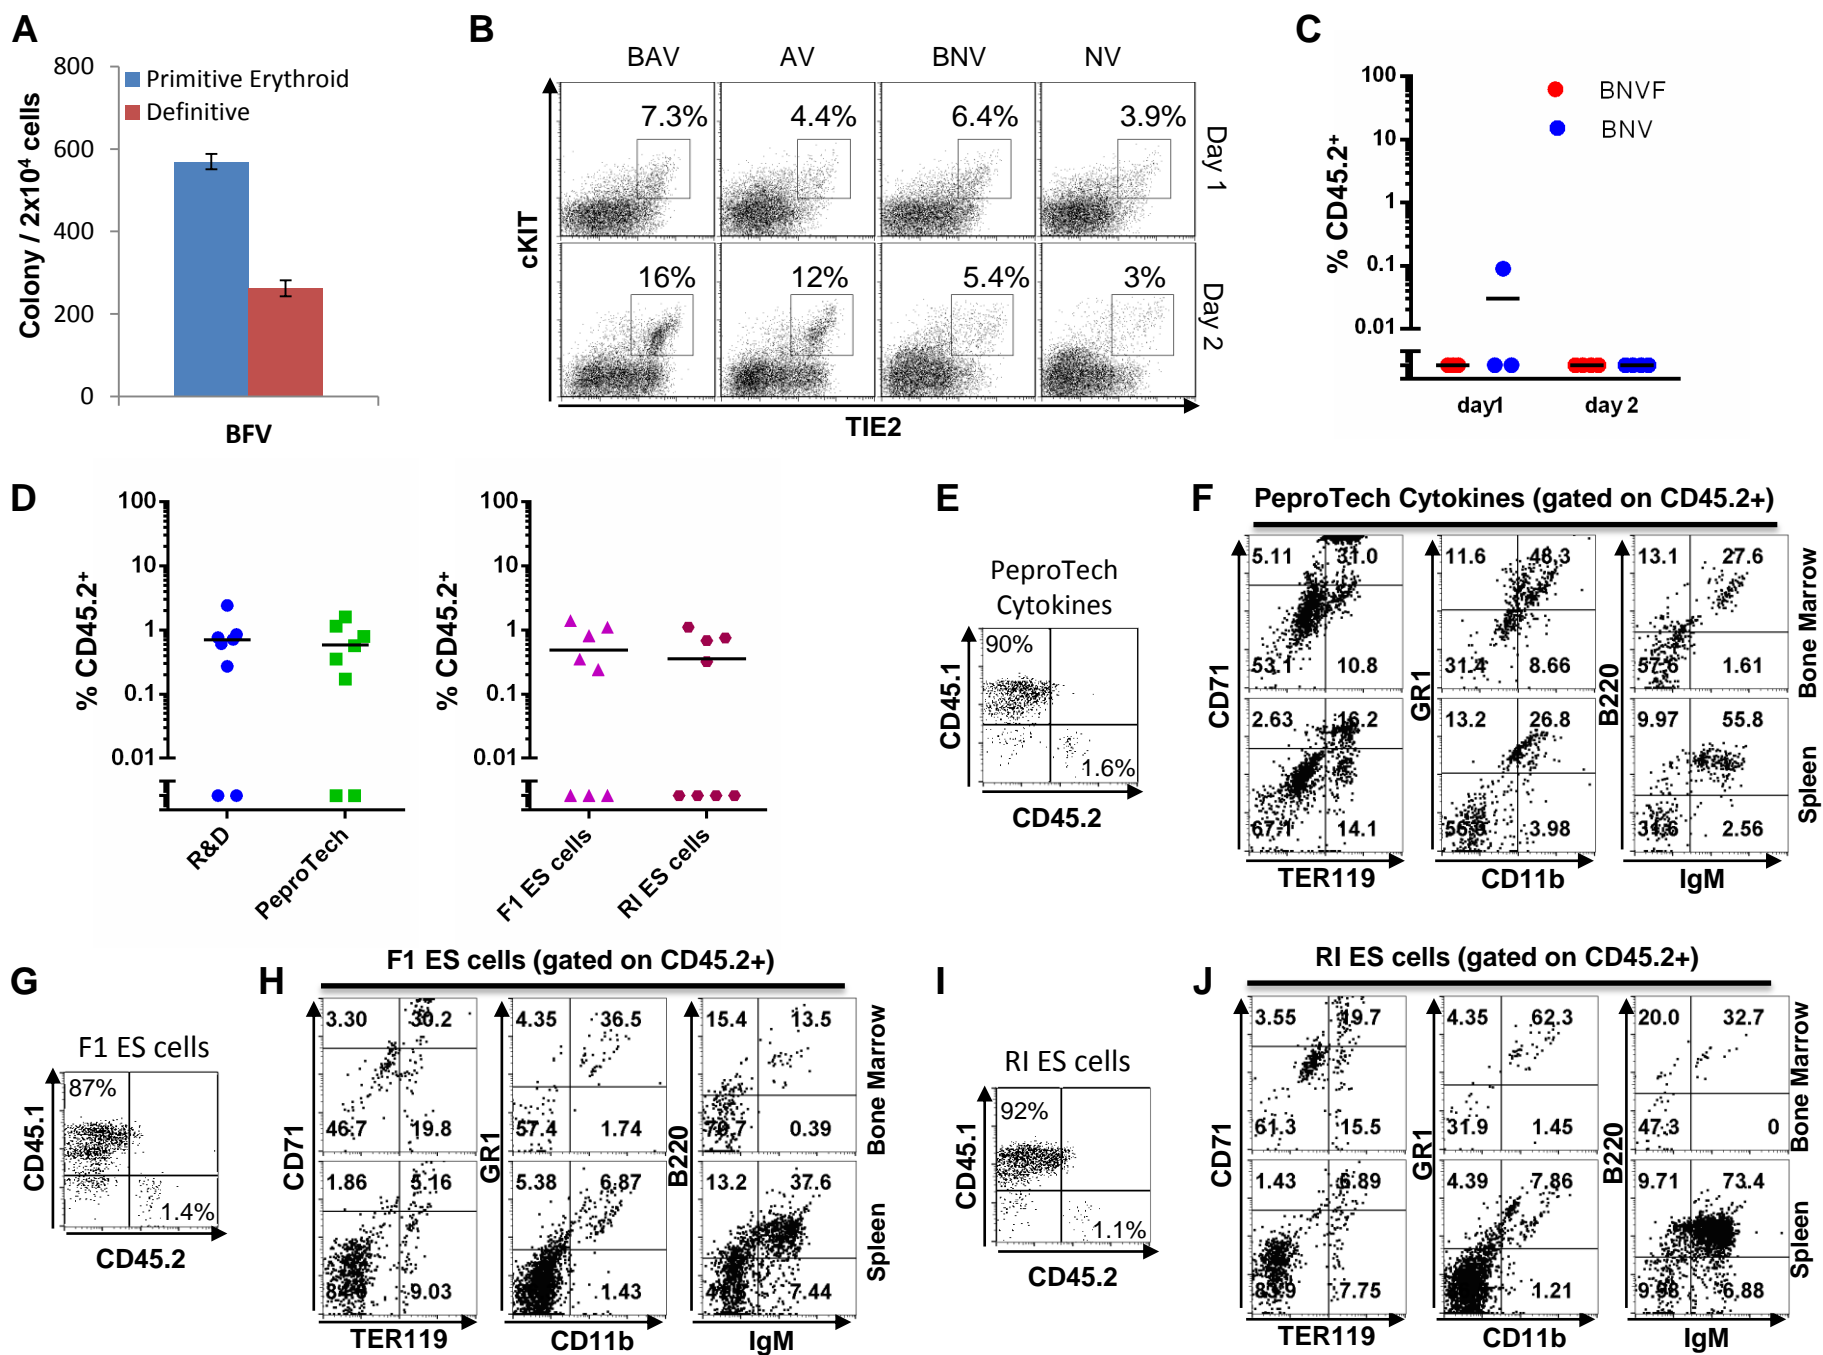 A
800
600
400
200
0
Colony / 2x10⁴ cells
Primitive Erythroid
Definitive
BFV
B
BAV AV BNV NV
7.3% 4.4% 6.4% 3.9%
Day 1
16% 12% 5.4% 3%
Day 2
cKIT
TIE2
C
100
10
1
0.1
0.01
% CD45.2⁺
BNVF
BNV
day1 day 2
D
100
10
1
0.1
0.01
% CD45.2⁺
R&D PeproTech
100
10
1
0.1
0.01
% CD45.2⁺
F1 ES cells RI ES cells
E
PeproTech
Cytokines
90%
1.6%
CD45.1
CD45.2
F
PeproTech Cytokines (gated on CD45.2+)
5.11 31.0 11.6 48.3 13.1 27.6
53.1 10.8 31.4 8.66 57.6 1.61
Bone Marrow
2.63 16.2 13.2 26.8 9.97 55.8
67.1 14.1 3.98 31.6 2.56
Spleen
CD71 GR1 B220
TER119 CD11b IgM
G
F1 ES cells
87%
1.4%
CD45.1
CD45.2
H
F1 ES cells (gated on CD45.2+)
3.30 30.2 4.35 36.5 15.4 13.5
46.7 19.8 57.4 1.74 70.7 0.39
Bone Marrow
1.86 5.16 5.38 6.87 13.2 37.6
9.03 1.43 7.44
Spleen
CD71 GR1 B220
TER119 CD11b IgM
I
RI ES cells
92%
1.1%
CD45.1
CD45.2
J
RI ES cells (gated on CD45.2+)
3.55 19.7 4.35 62.3 20.0 32.7
61.3 15.5 31.9 1.45 47.3 0
Bone Marrow
1.43 6.89 4.39 7.86 9.71 73.4
83.9 7.75 1.21 9.98 6.88
Spleen
CD71 GR1 B220
TER119 CD11b IgM